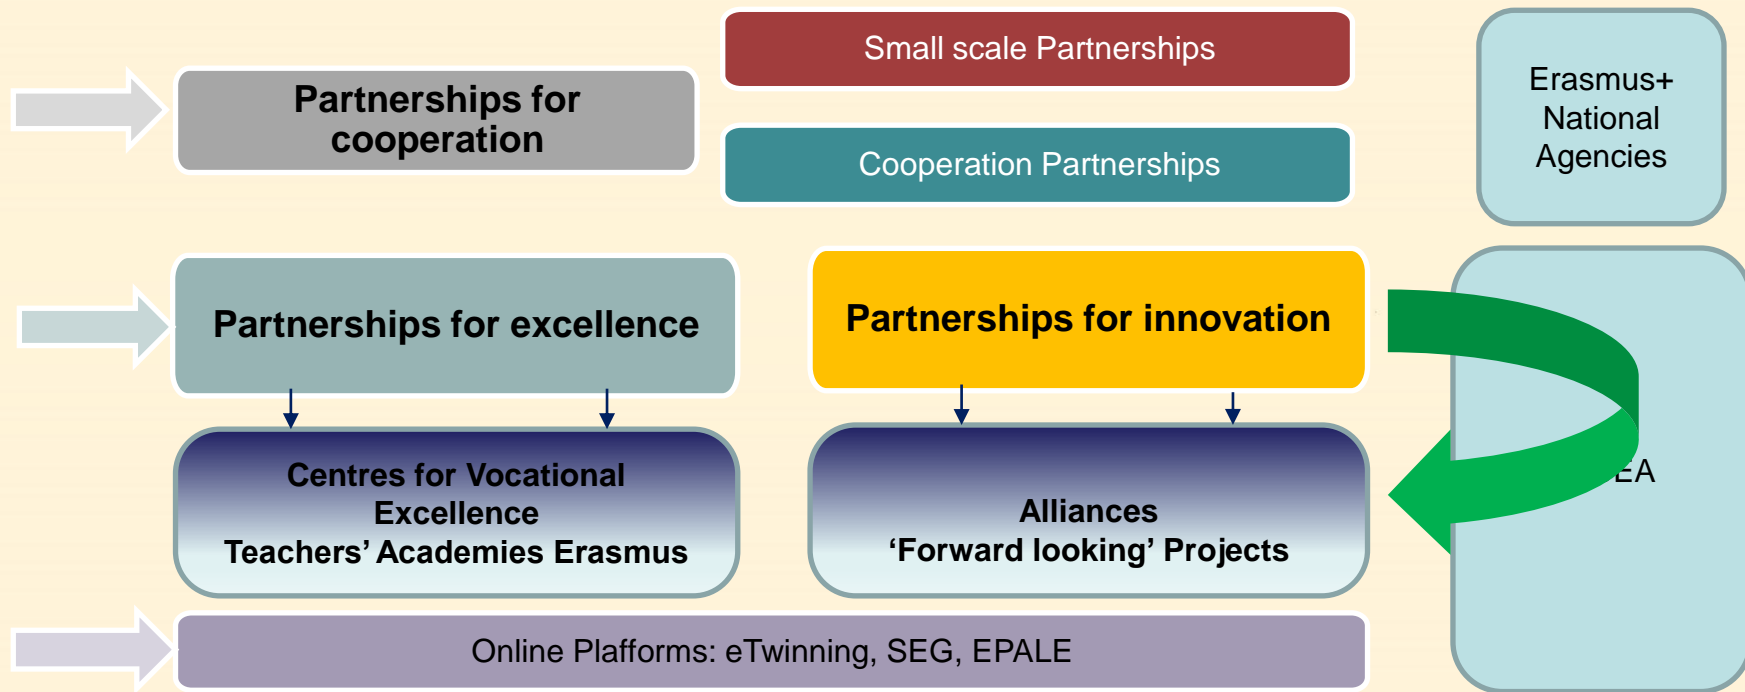 Small scale Partnerships
Partnerships for
cooperation
Cooperation Partnerships
Erasmus+
National
Agencies
Partnerships for excellence
Partnerships for innovation
Centres for Vocational
Excellence
Teachers’ Academies Erasmus
Alliances
‘Forward looking’ Projects
Online Plafforms: eTwinning, SEG, EPALE